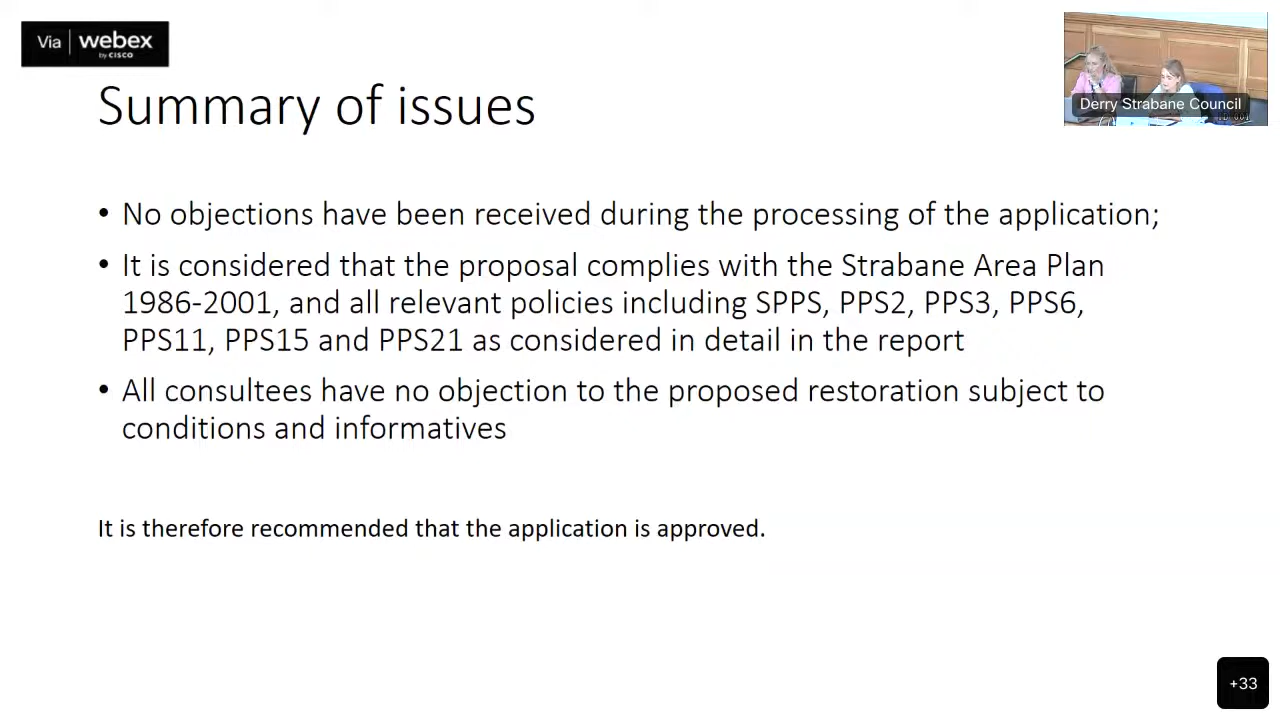 Via webex
by CISCO
Derry Strabane Council
Summary of issues
• No objections have been received during the processing of the application;
• It is considered that the proposal complies with the Strabane Area Plan
1986-2001, and all relevant policies including SPPS, PPS2, PPS3, PPS6,
PPS11, PPS15 and PPS21 as considered in detail in the report
• All consultees have no objection to the proposed restoration subject to
conditions and informatives
It is therefore recommended that the application is approved.
+33